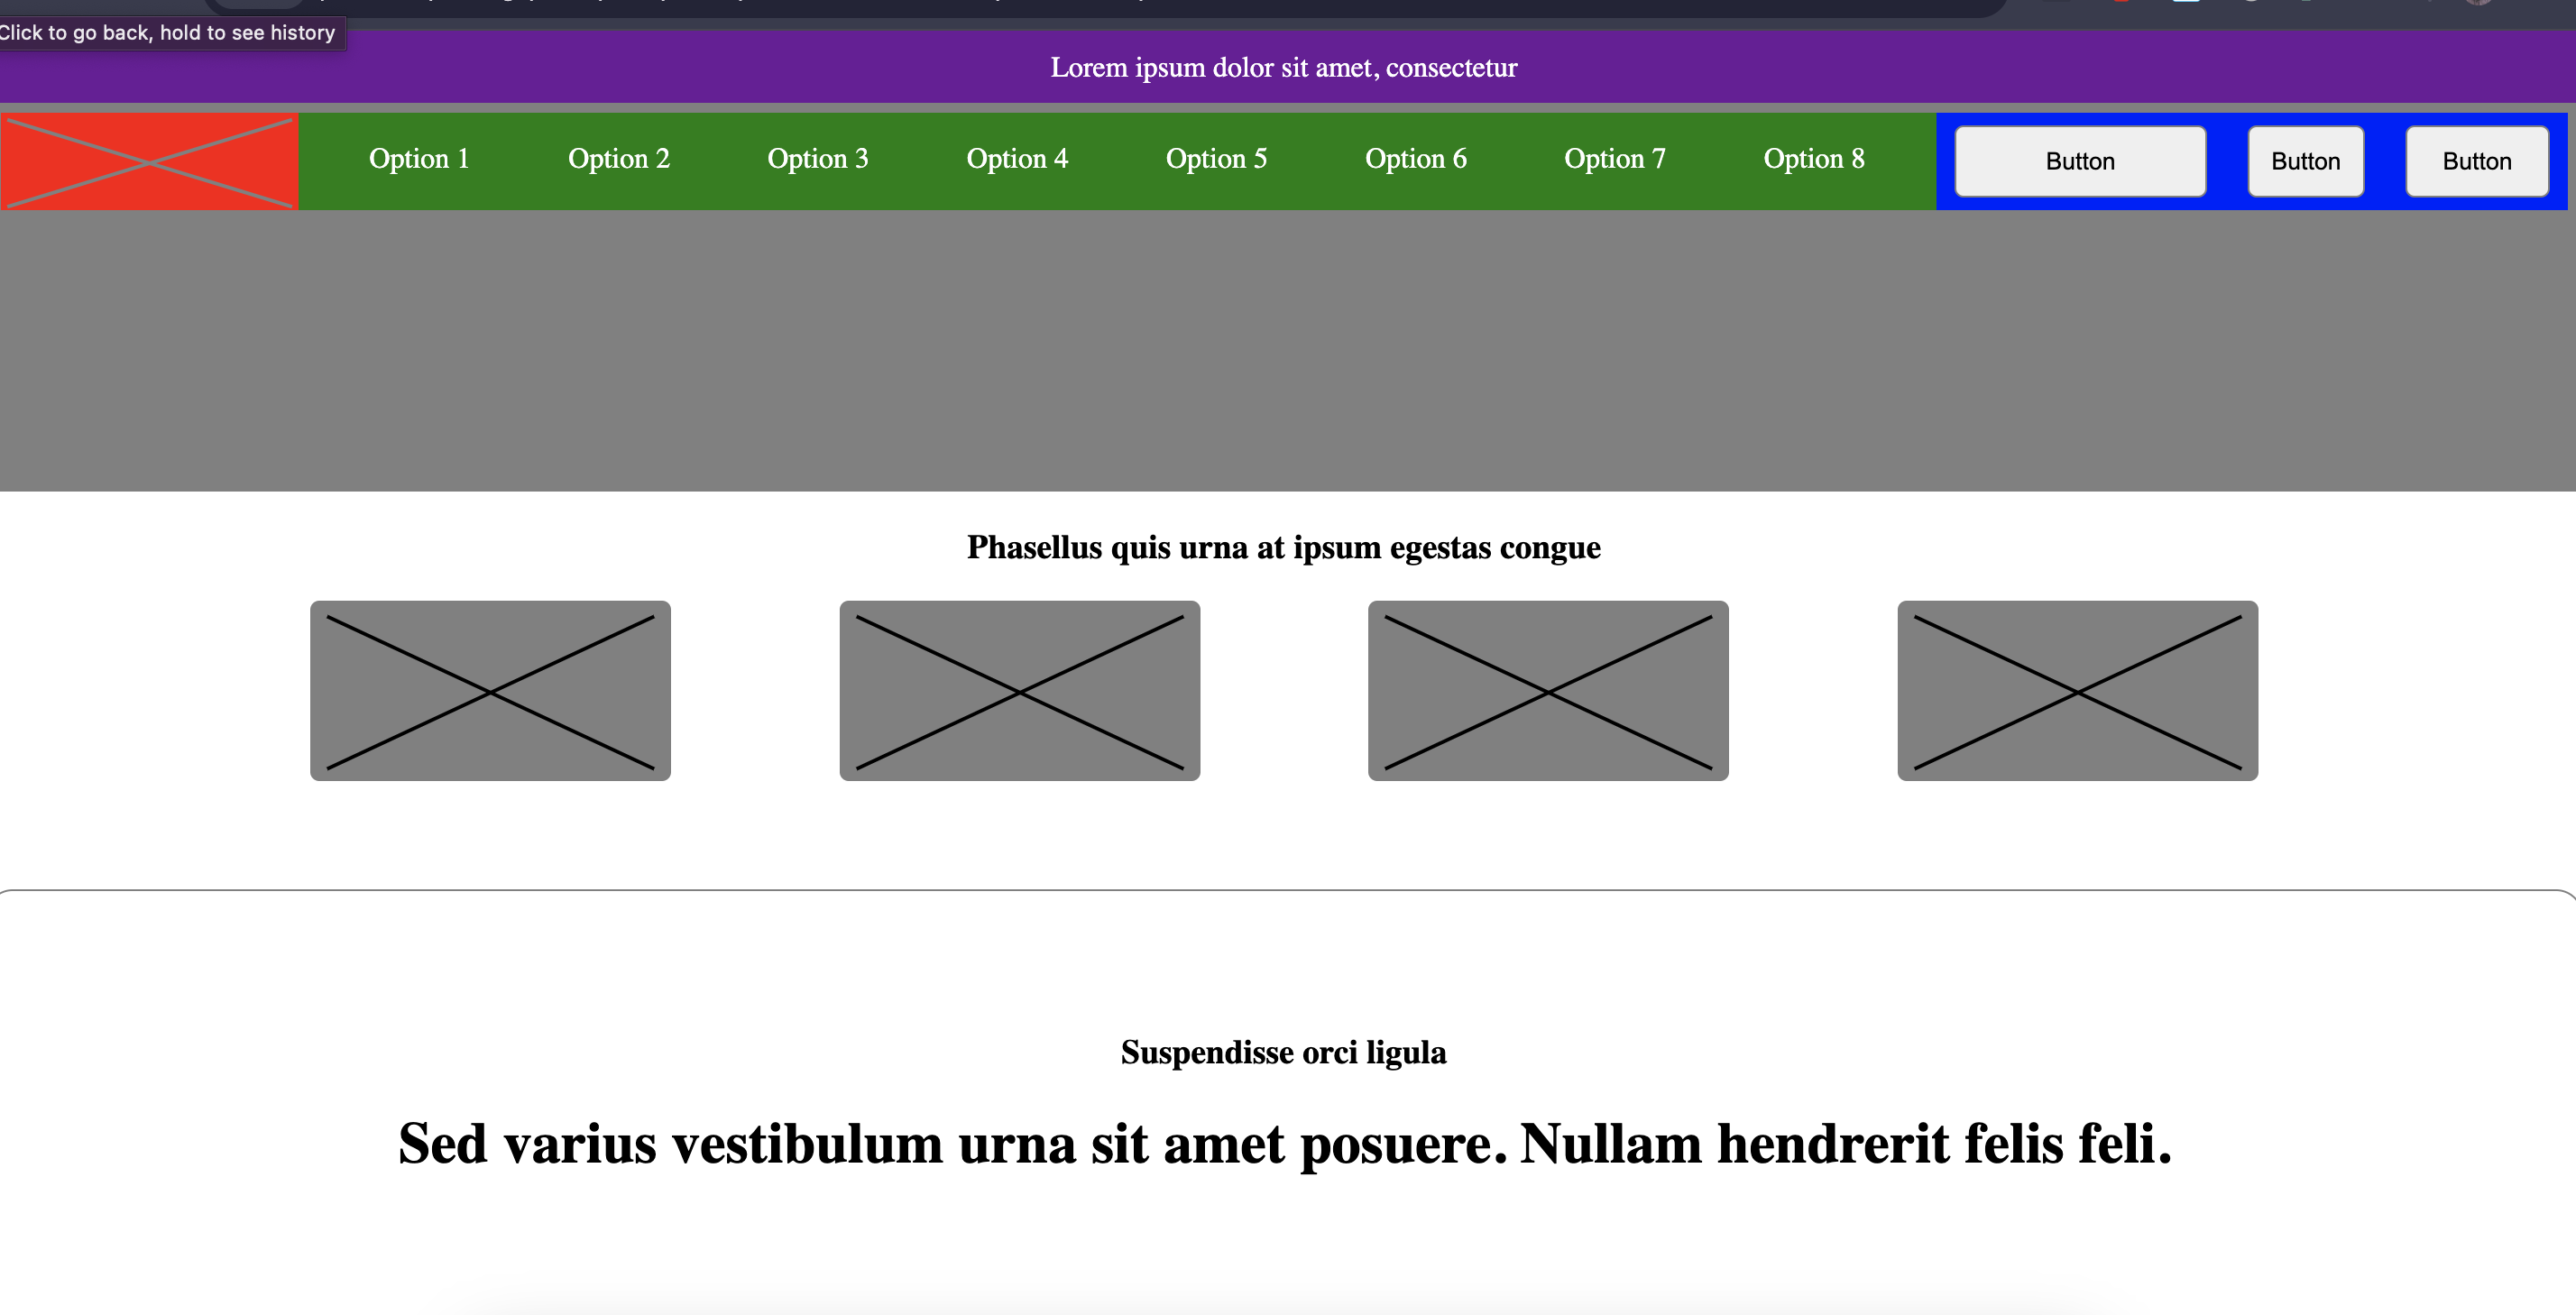 Click to go back, hold to see history
Lorem ipsum dolor sit amet, consectetur
Option 1 Option 2 Option 3 Option 4 Option 5 Option 6 Option 7 Option 8 Button Button Button
Phasellus quis urna at ipsum egestas congue
Suspendisse orci ligula
Sed varius vestibulum urna sit amet posuere. Nullam hendrerit felis feli.